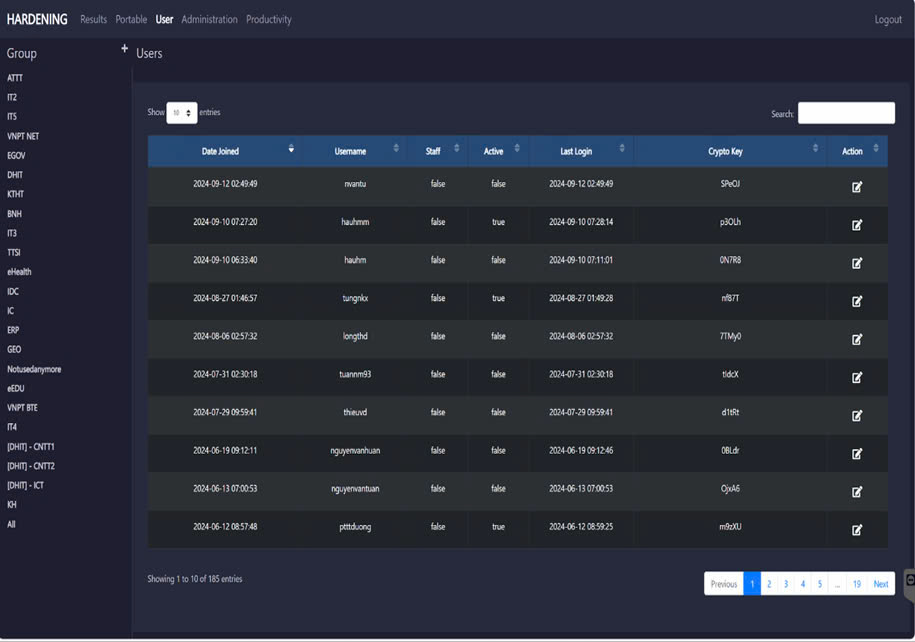 HARDENING Results Portable User Administration Productivity Logout
Group + Users
ATTT
IT2
IT5
VNPT NET
EGOV
DHIT
KTHT
BNH
IT3
TTSI
eHealth
IDC
IC
ERP
GEO
Notusedanymore
eEDU
VNPT BTE
IT4
[DHIT] - CNTT1
[DHIT] - CNTT2
[DHIT] - ICT
KH
All
Show 10 entries Search:
Date Joined Username Staff Active Last Login Crypto Key Action
2024-09-12 02:49:49 nvantu false false 2024-09-12 02:49:49 SPeOJ
2024-09-10 07:27:20 hauhmm false true 2024-09-10 07:28:14 p3OLh
2024-09-10 06:33:40 hauhm false false 2024-09-10 07:11:01 0N7R8
2024-08-27 01:46:57 tungnkx false true 2024-08-27 01:49:28 nf87T
2024-08-06 02:57:32 longthd false false 2024-08-06 02:57:32 7TMy0
2024-07-31 02:30:18 tuannm93 false false 2024-07-31 02:30:18 tldcX
2024-07-29 09:59:41 thieuvd false false 2024-07-29 09:59:41 d1tRt
2024-06-19 09:12:11 nguyenvanhuan false false 2024-06-19 09:12:46 0BLdr
2024-06-13 07:00:53 nguyenvantuan false false 2024-06-13 07:00:53 OjxA6
2024-06-12 08:57:48 ptttduong false true 2024-06-12 08:59:25 m9zXU
Showing 1 to 10 of 185 entries Previous 1 2 3 4 5 ... 19 Next